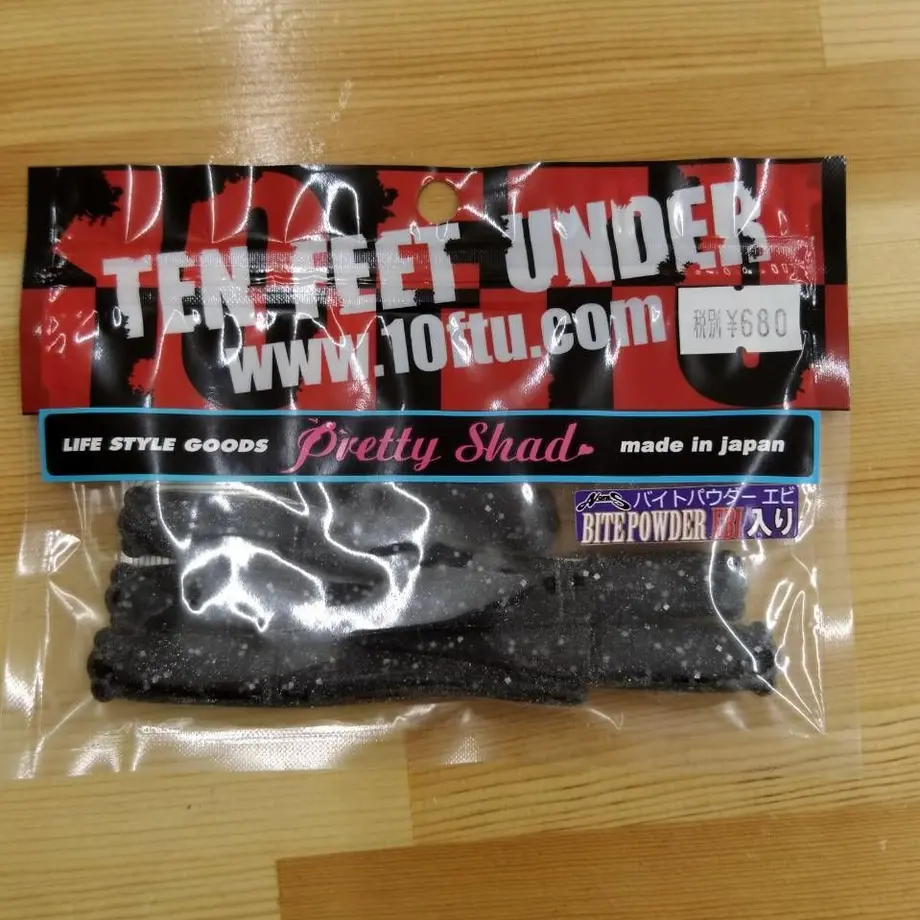 TEN FEET UNDER
www.10ftu.com
税別 ¥680
LIFE STYLE GOODS Pretty Shad made in japan
バイトパウダー エビ
BITE POWDER EBI 入り